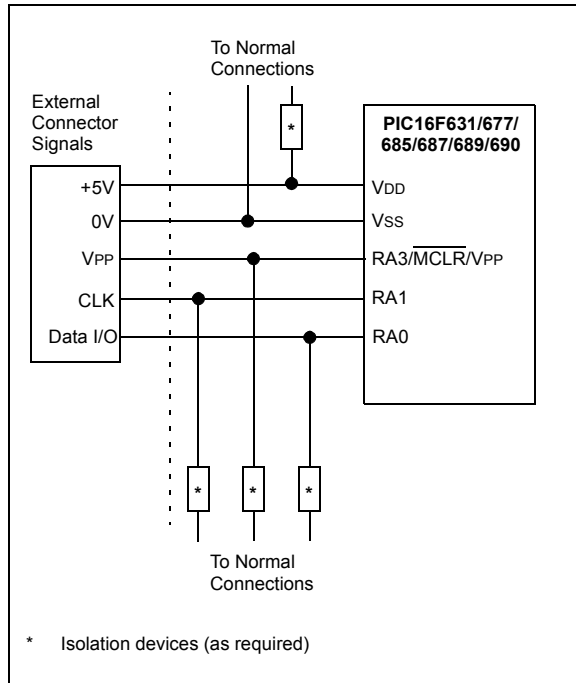 To Normal
Connections
External
Connector
Signals
*
PIC16F631/677/
685/687/689/690
+5V
VDD
0V
VSS
VPP
RA3/MCLR/VPP
CLK
RA1
Data I/O
RA0
* * *
To Normal
Connections
* Isolation devices (as required)